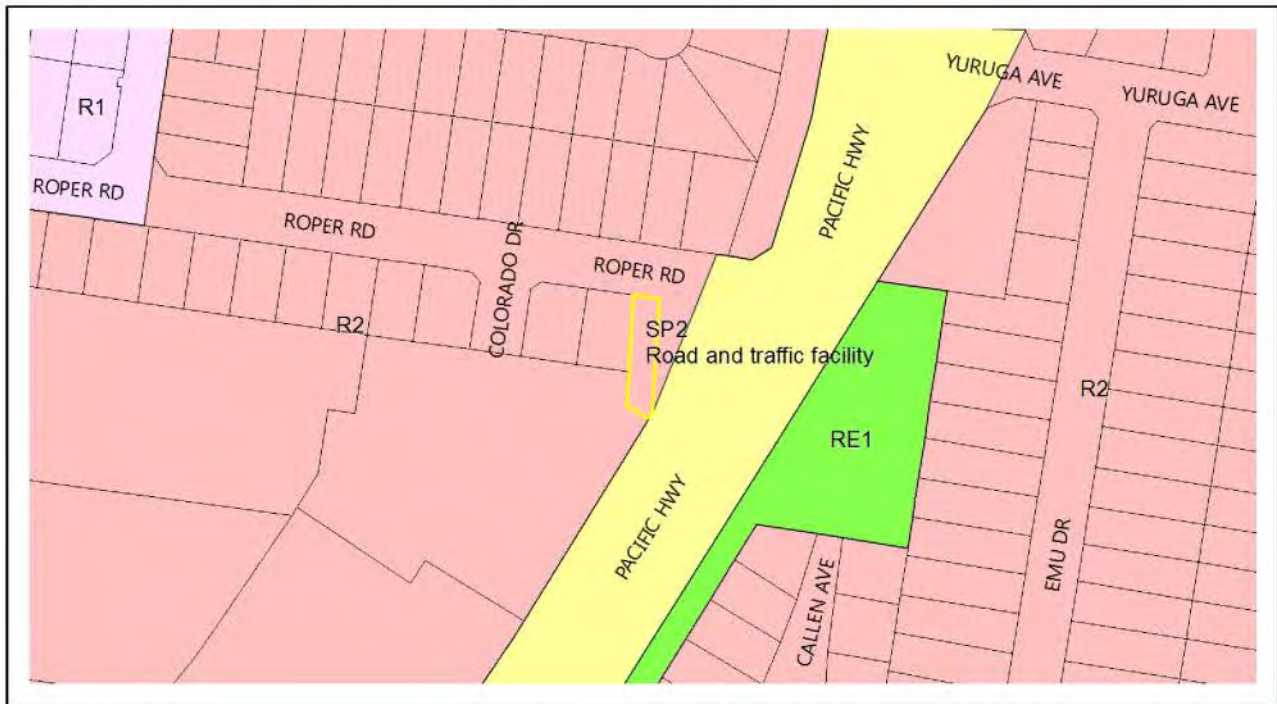 YURUGA AVE
YURUGA AVE
R1
PACIFIC HWY
ROPER RD
ROPER RD
COLORADO DR
ROPER RD
R2
SP2
Road and traffic facility
R2
RE1
PACIFIC HWY
EMU DR
CALLEN AVE